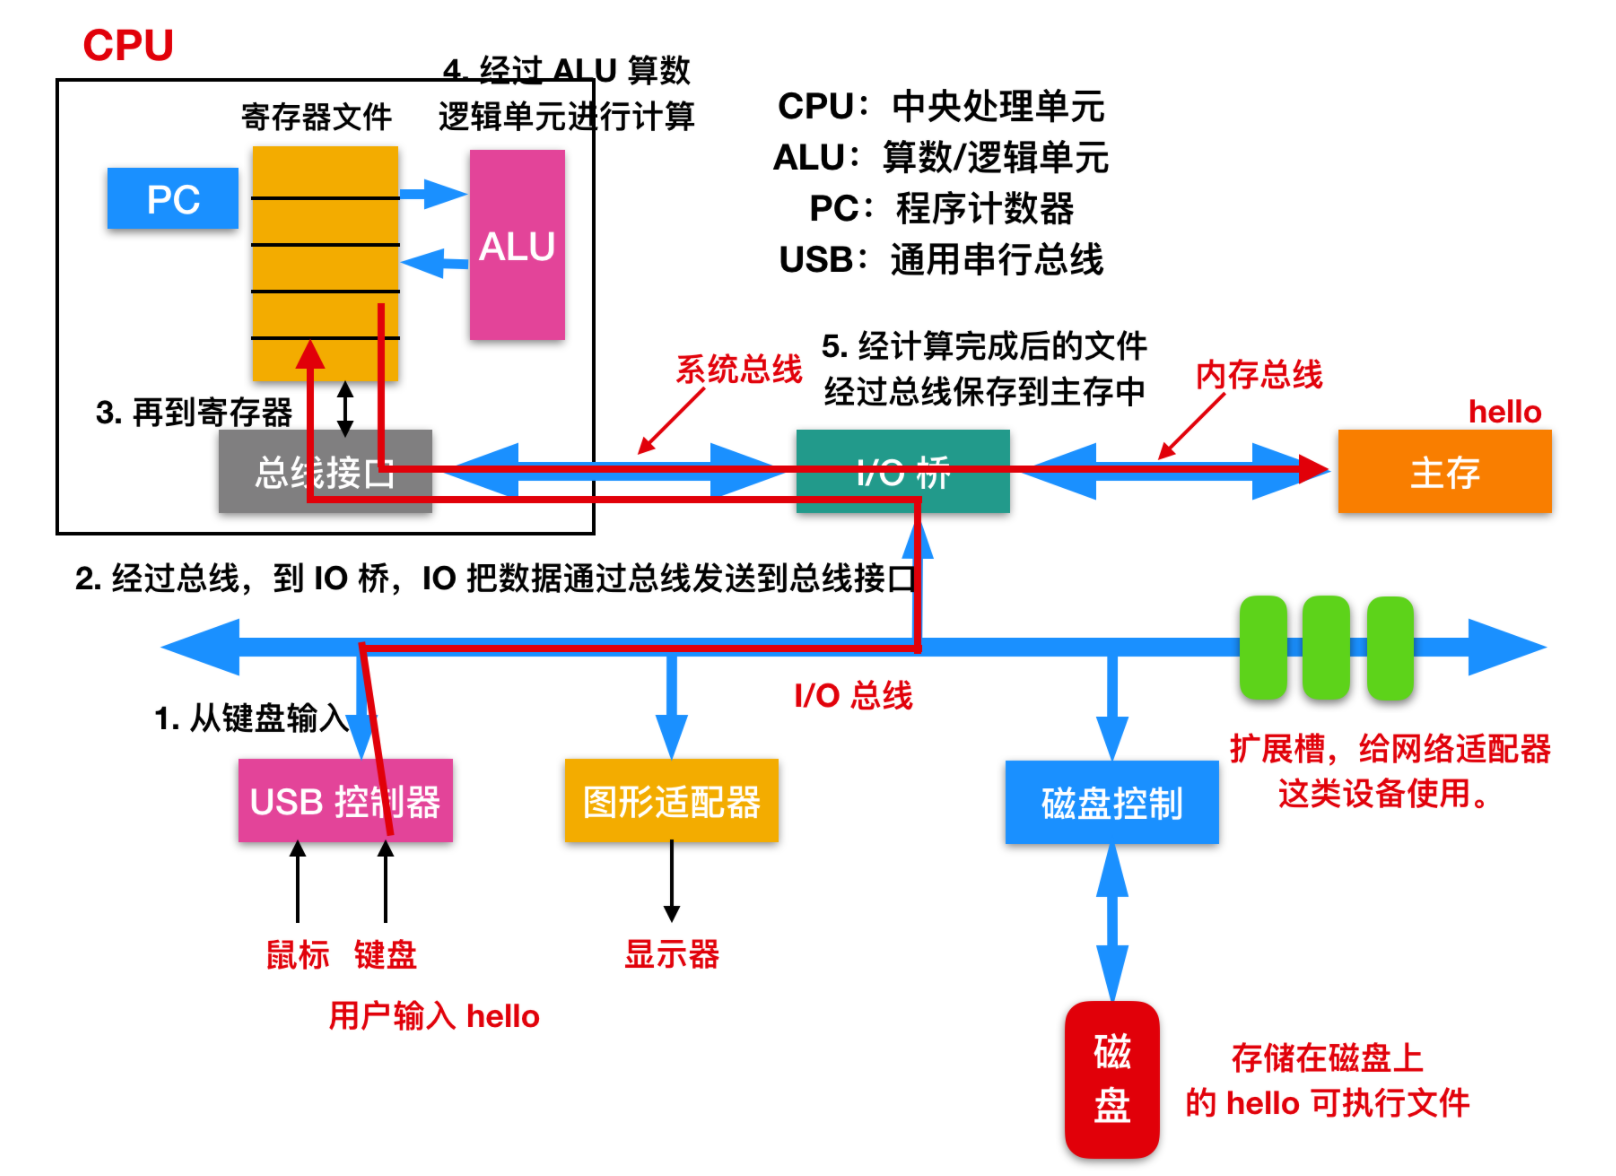 CPU
4. 经过 ALU 算数
逻辑单元进行计算
寄存器文件
PC
ALU
CPU：中央处理单元
ALU：算数/逻辑单元
PC：程序计数器
USB：通用串行总线
系统总线
5. 经计算完成后的文件
经过总线保存到主存中
内存总线
hello
3. 再到寄存器
总线接口
I/O 桥
主存
2. 经过总线，到 IO 桥，IO 把数据通过总线发送到总线接口
I/O 总线
1. 从键盘输入
扩展槽，给网络适配器
这类设备使用。
USB 控制器
图形适配器
磁盘控制
鼠标
键盘
显示器
用户输入 hello
磁
盘
存储在磁盘上
的 hello 可执行文件